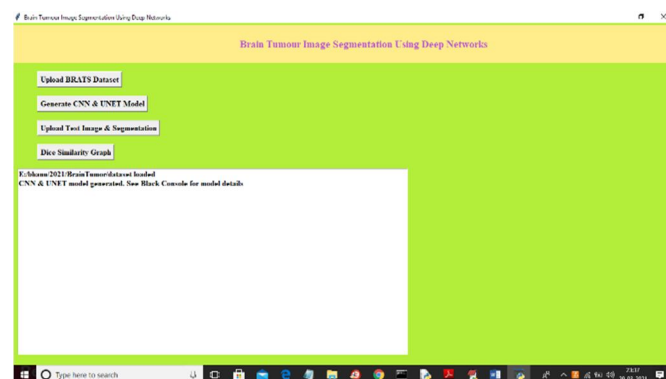 Brain Tumour Image Segmentation Using Deep Networks
Brain Tumour Image Segmentation Using Deep Networks
Upload BRATS Dataset
Generate CNN & UNET Model
Upload Test Image & Segmentation
Dice Similarity Graph
E:/bhanu/2021/BrainTumor/dataset loaded
CNN & UNET model generated. See Black Console for model details
Type here to search
23:37